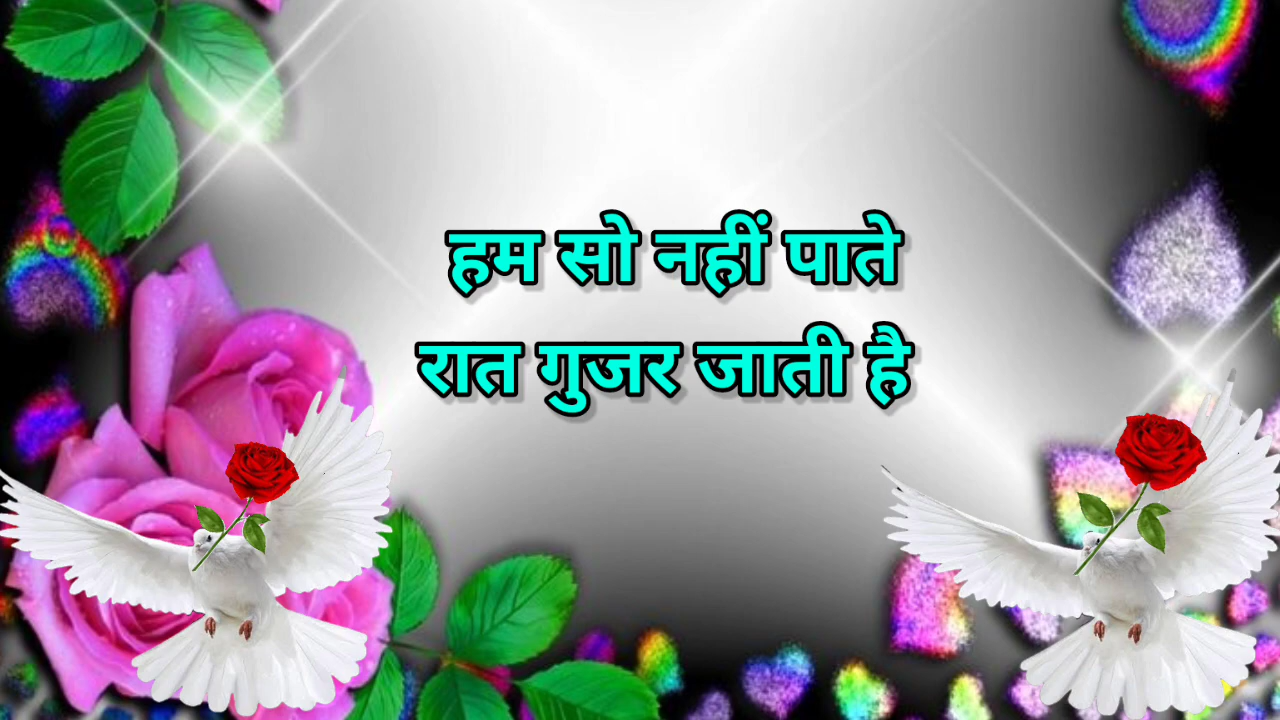 हम सो नहीं पाते
रात गुजर जाती है